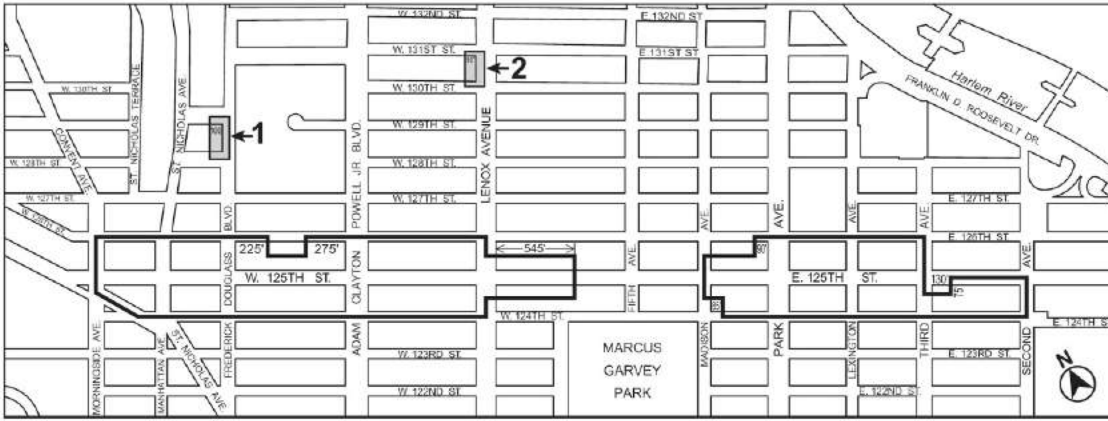 W. 132ND ST.
E. 132ND ST
W. 131ST ST.
E. 131ST ST
2
W. 130TH ST.
W. 130TH ST.
Harlem River
FRANKLIN D. ROOSEVELT DR.
ST. NICHOLAS TERRACE
ST. NICHOLAS AVE.
CONVENT AVE.
100
1
W. 129TH ST.
POWELL JR BLVD.
LENOX AVENUE
W. 128TH ST.
W. 128TH ST.
W. 127TH ST.
W. 127TH ST.
E. 127TH ST.
BLVD.
AVE.
AVE.
AVE.
AVE.
E. 126TH ST.
225'
275'
545'
90'
AVE.
AVE.
W. 125TH ST.
E. 125TH ST.
130'
75'
DOUGLASS
CLAYTON
FIFTH
W. 124TH ST.
E. 124TH ST.
MORNINGSIDE AVE.
MANHATTAN AVE.
ST. NICHOLAS AVE.
FREDERICK
ADAM
MARCUS
GARVEY
PARK
MADISON
PARK
LEXINGTON
THIRD
SECOND
W. 123RD ST.
E. 123RD ST.
W. 122ND ST.
E. 122ND ST.
N